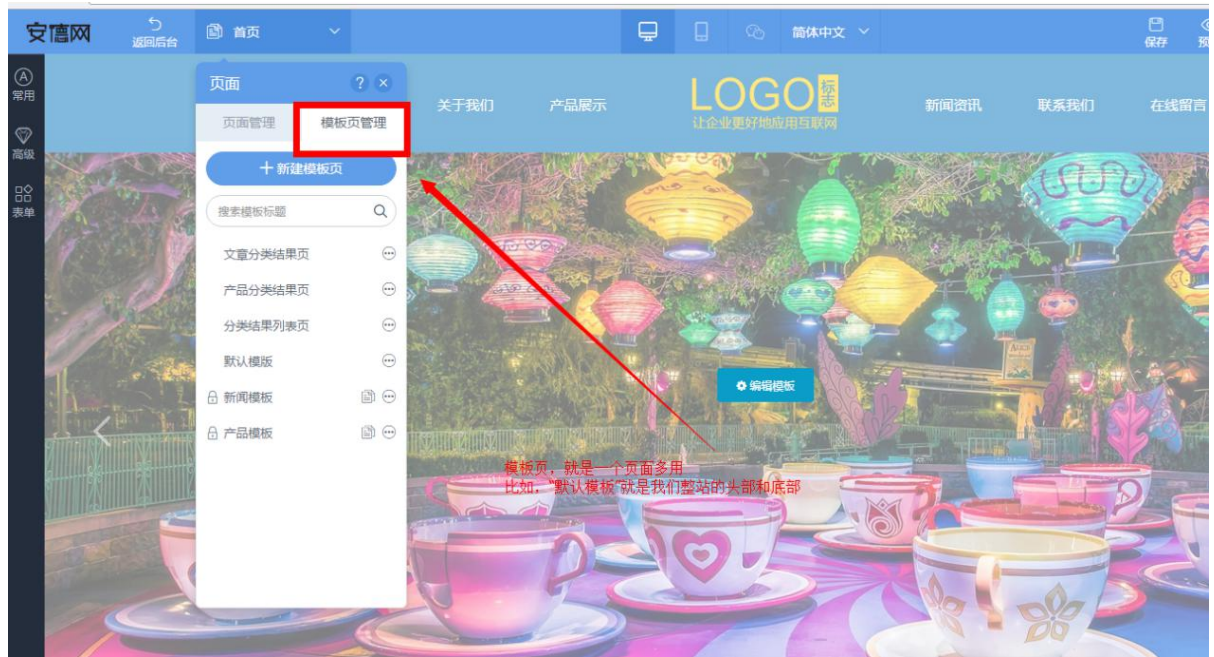 安德网
返回后台
首页
简体中文
保存
常用
高级
表单
页面
?
页面管理
模板页管理
+新建模板页
搜素模板标题
文章分类结果页
产品分类结果页
分类结果列表页
默认模版
新闻模板
产品模板
关于我们
产品展示
LOGO标志
让企业更好地应用互联网
新闻资讯
联系我们
在线留言
编辑模板
模板页，就是一个页面多用
比如，“默认模板”就是我们整站的头部和底部